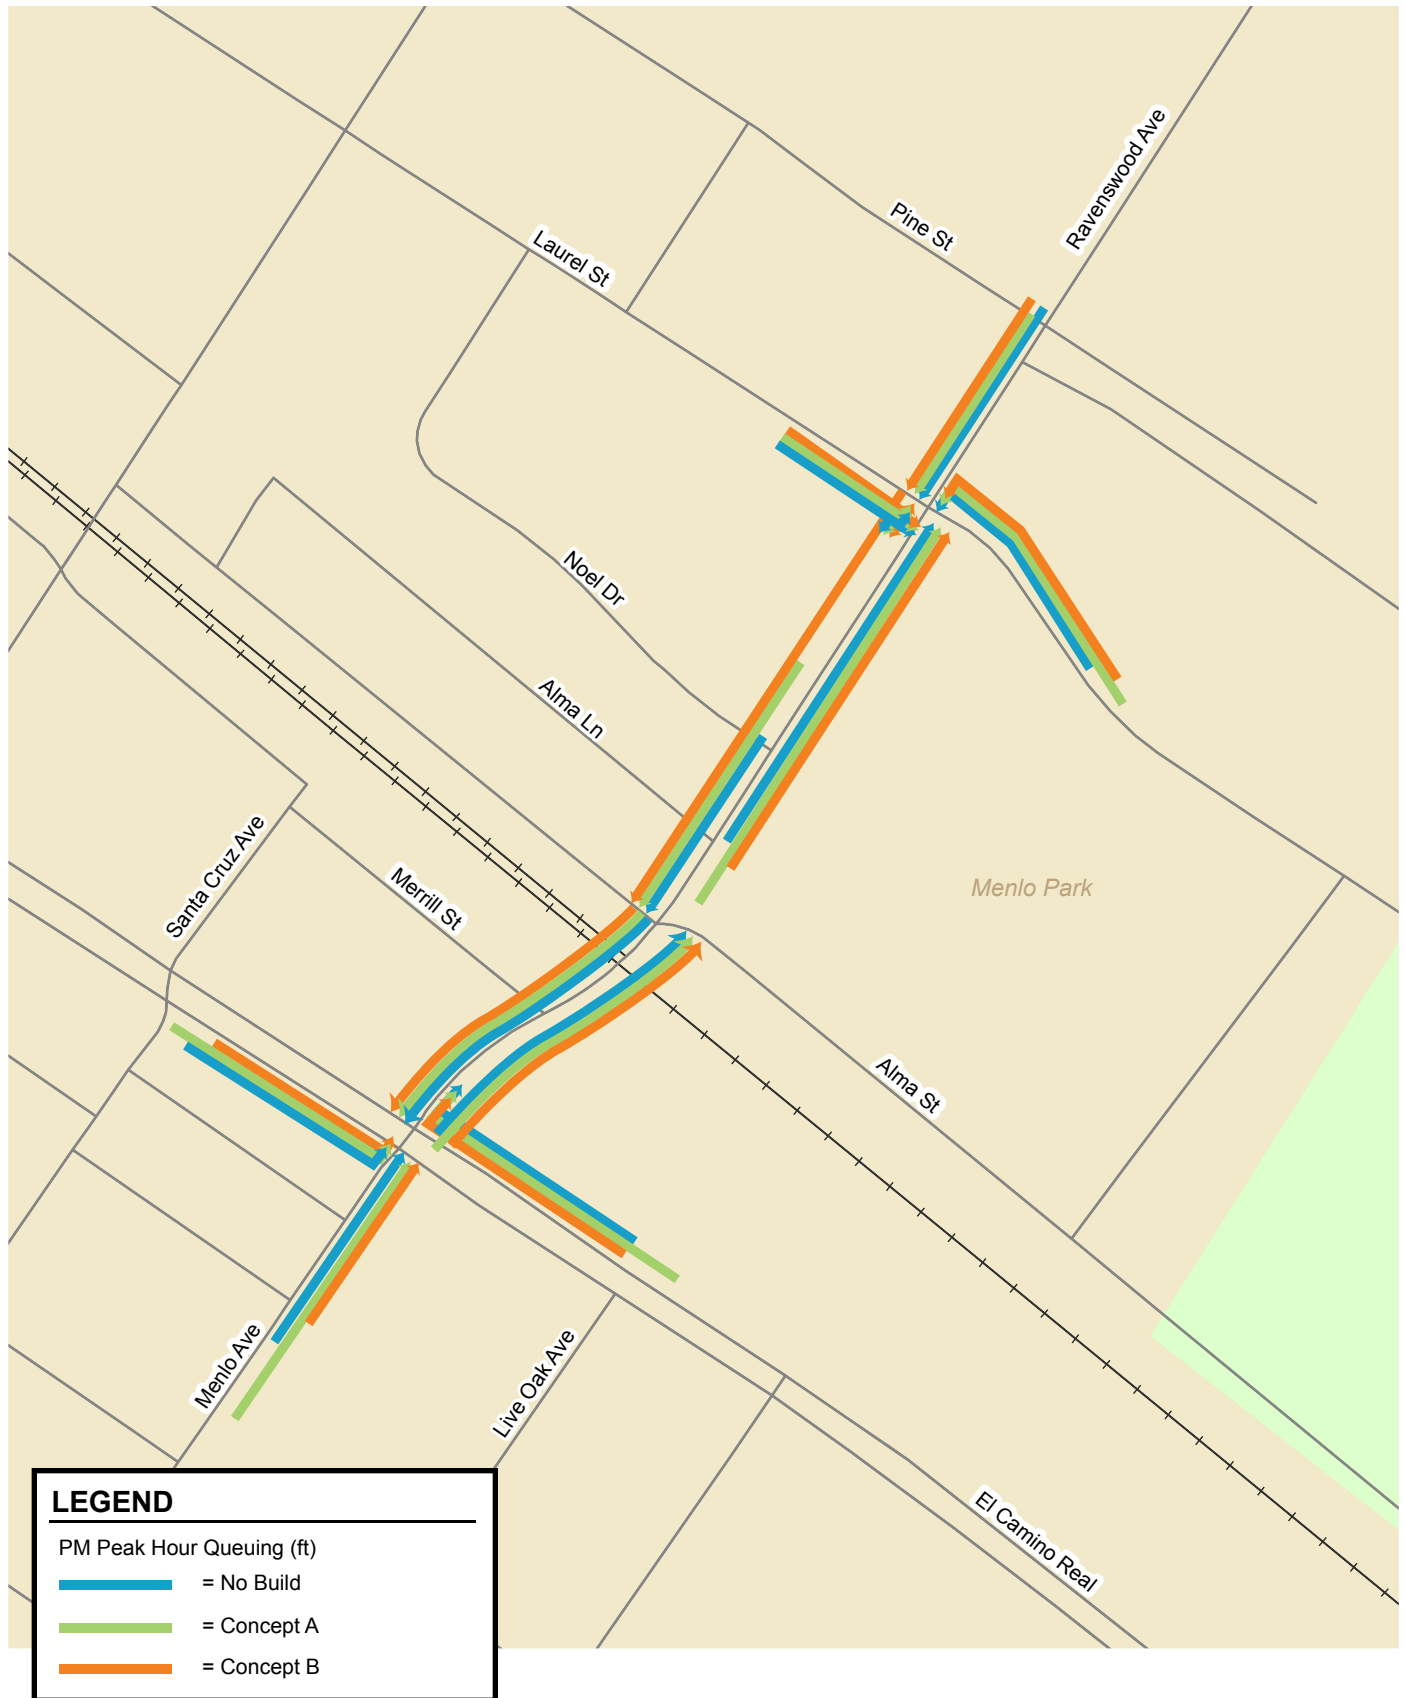 Ravenswood Ave
Pine St
Laurel St
Noel Dr
Alma Ln
Santa Cruz Ave
Merrill St
Menlo Park
Alma St
Menlo Ave
Live Oak Ave
El Camino Real
LEGEND
PM Peak Hour Queuing (ft)
= No Build
= Concept A
= Concept B